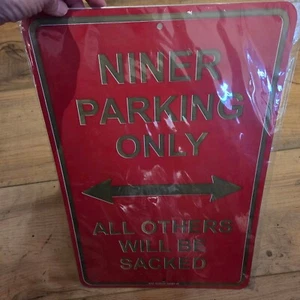 NINER
PARKING
ONLY
ALL OTHERS
WILL BE
SACKED